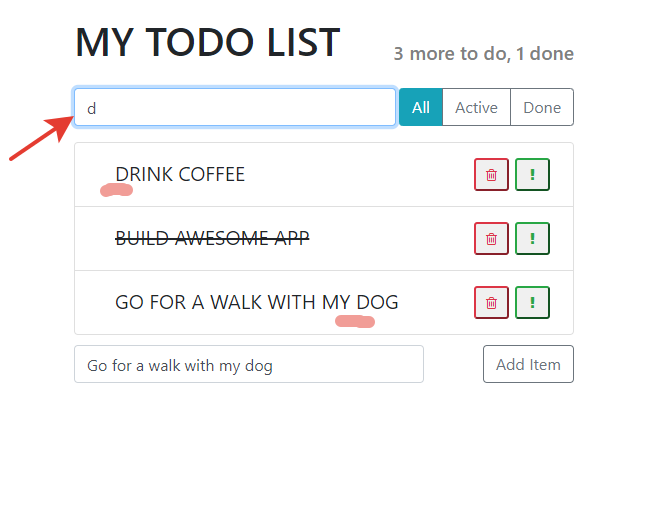 MY TODO LIST
3 more to do, 1 done
d
All
Active
Done
DRINK COFFEE
!
BUILD AWESOME APP
!
GO FOR A WALK WITH MY DOG
!
Go for a walk with my dog
Add Item